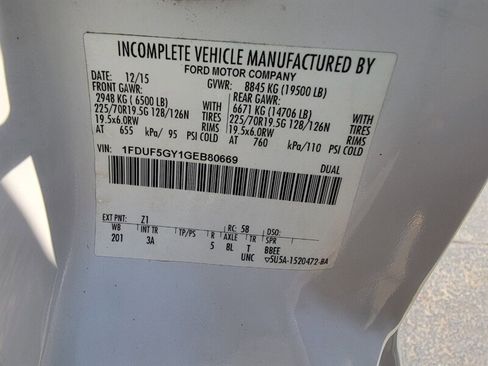 INCOMPLETE VEHICLE MANUFACTURED BY
FORD MOTOR COMPANY
DATE: 12/15 GVWR: 8845 KG (19500 LB)
FRONT GAWR: REAR GAWR:
2948 KG ( 6500 LB) WITH 6671 KG (14706 LB) WITH
225/70R19.5G 128/126N TIRES 225/70R19.5G 128/126N TIRES
19.5x6.0RW RIMS 19.5x6.0RW RIMS
AT 655 kPa/ 95 PSI COLD AT 760 kPa/110 PSI COLD
VIN: 1FDUF5GY1GEB80669 DUAL
EXT PNT: Z1 RC: 58 DSO:
WB INT TR TP/PS R AXLE TR SPR
201 3A 5 BL T BBEF
UNC 5U5A-1520472-BA